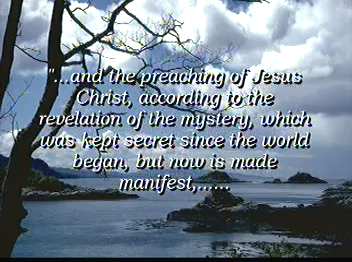 "...and the preaching of Jesus
Christ, according to the
revelation of the mystery, which
was kept secret since the world
began, but now is made
manifest,......